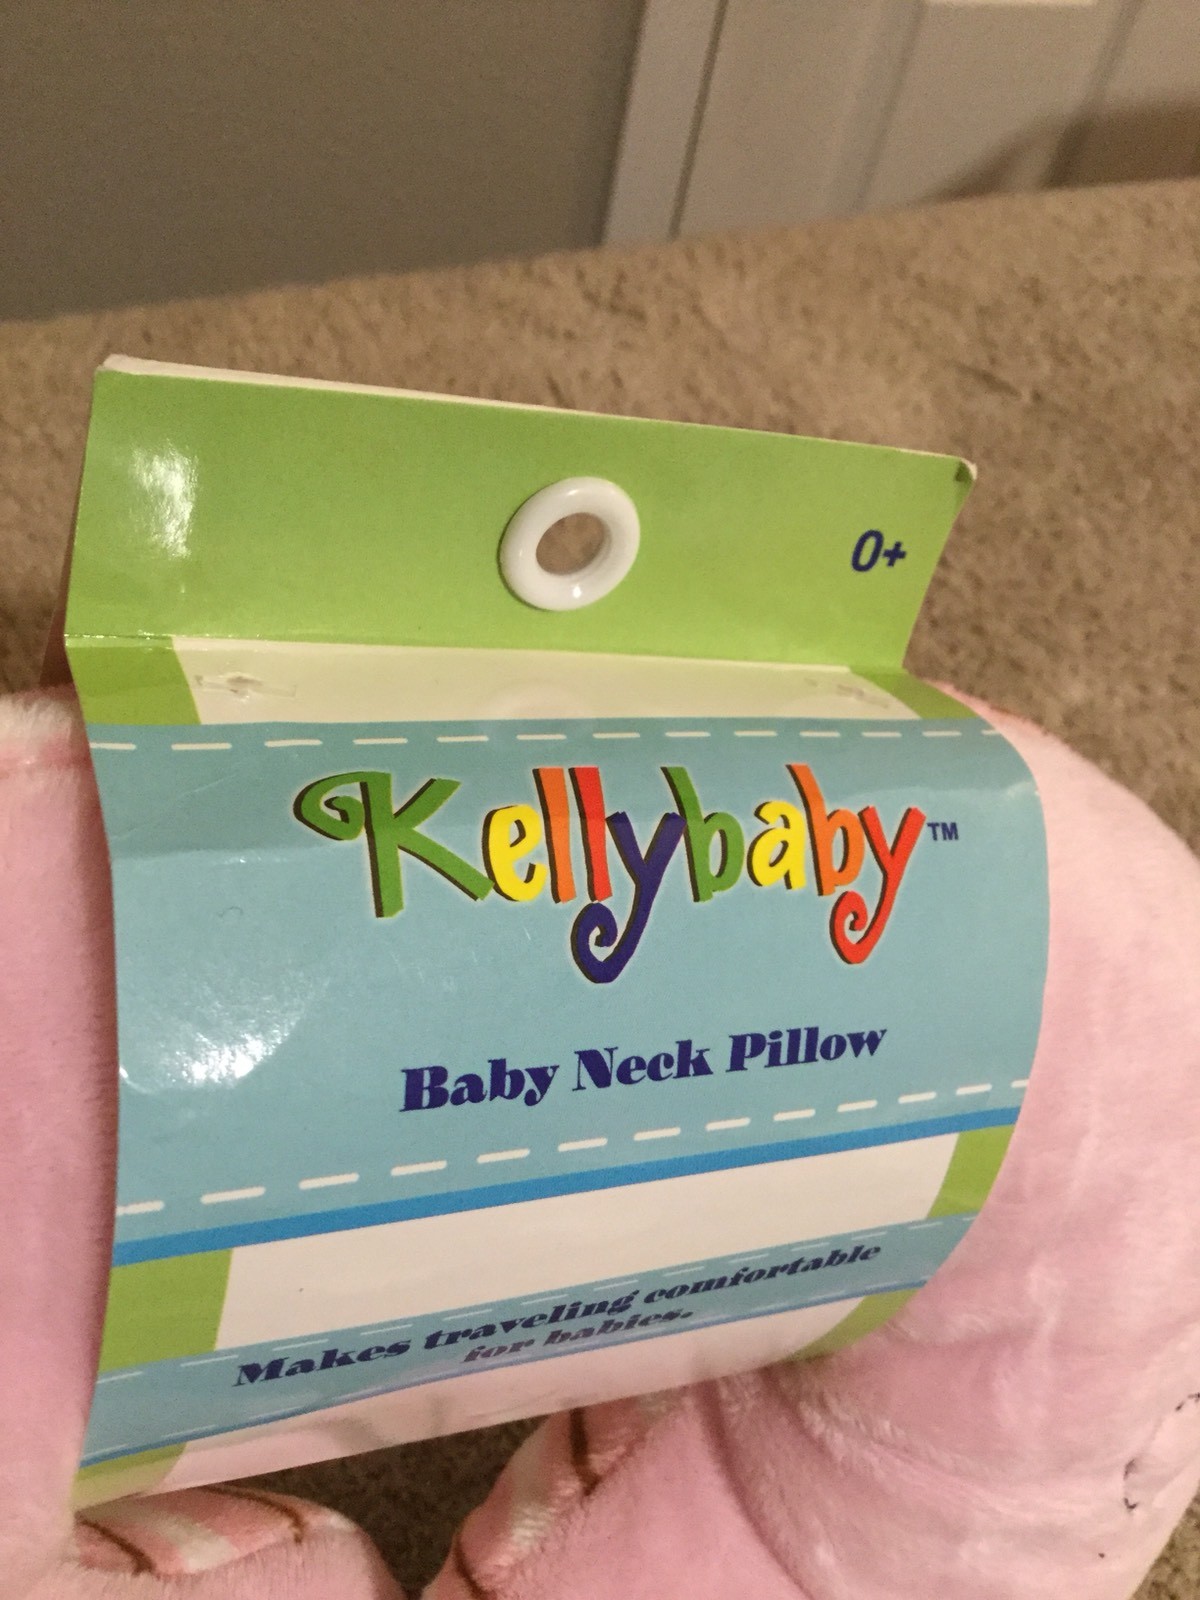 0+
Kellybaby™
Baby Neck Pillow
Makes traveling comfortable
for babies.